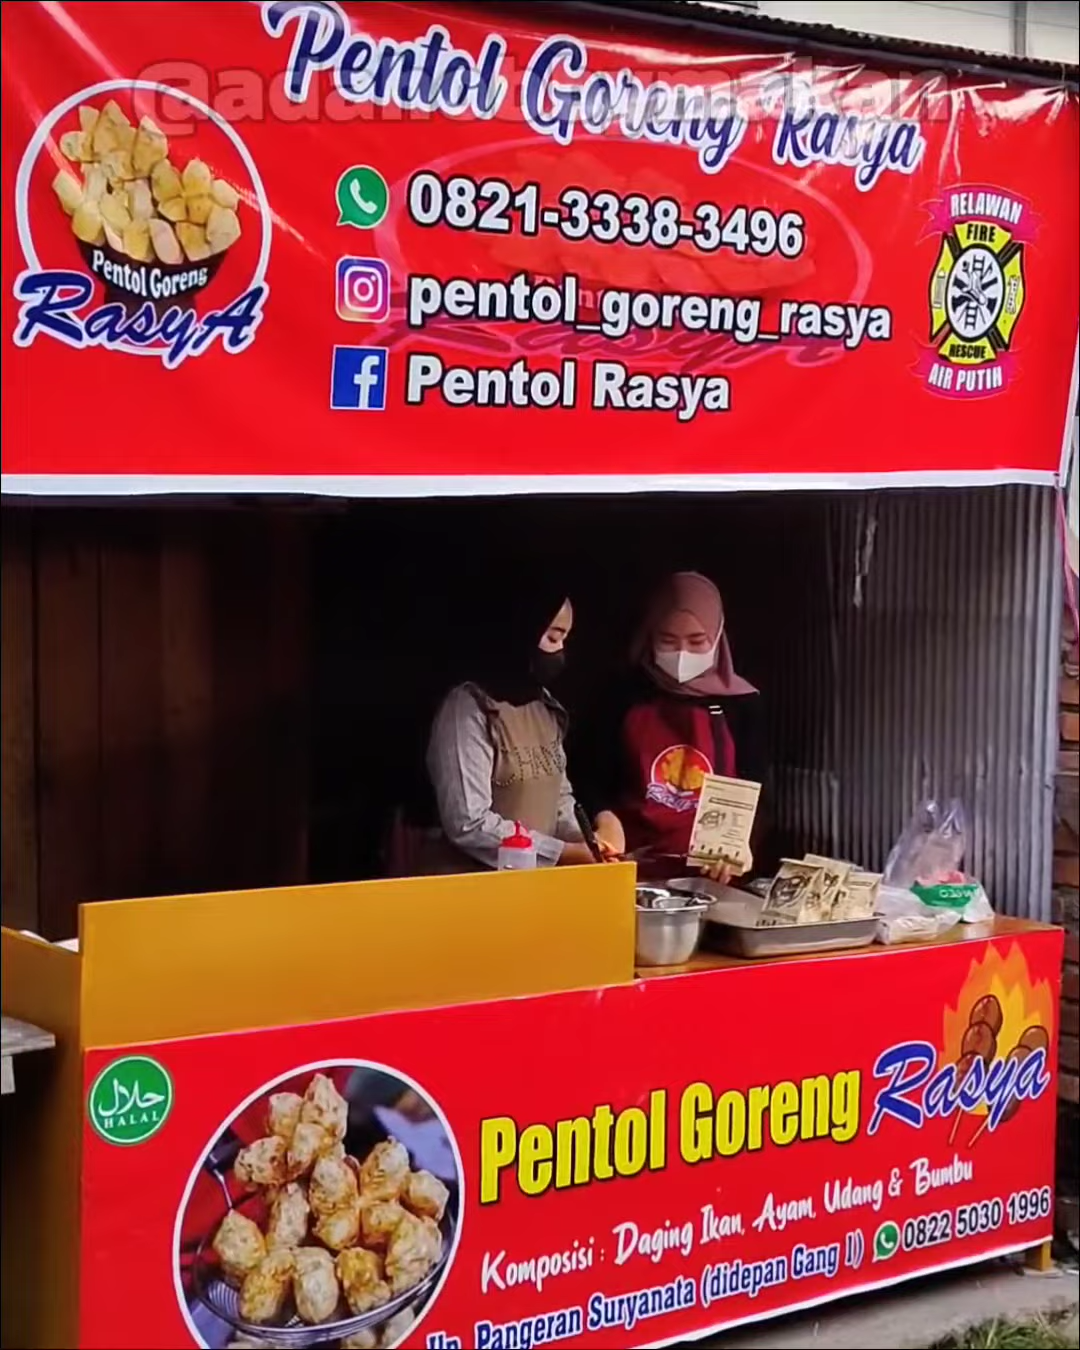 Pentol Goreng Rasya
0821-3338-3496
pentol_goreng_rasya
Pentol Rasya
Pentol Goreng
RasyA
RELAWAN
FIRE
RESCUE
AIR PUTIH
حلال
HALAL
Pentol Goreng Rasya
Komposisi : Daging Ikan, Ayam, Udang & Bumbu
Pangeran Suryanata (didepan Gang 1) 0822 5030 1996